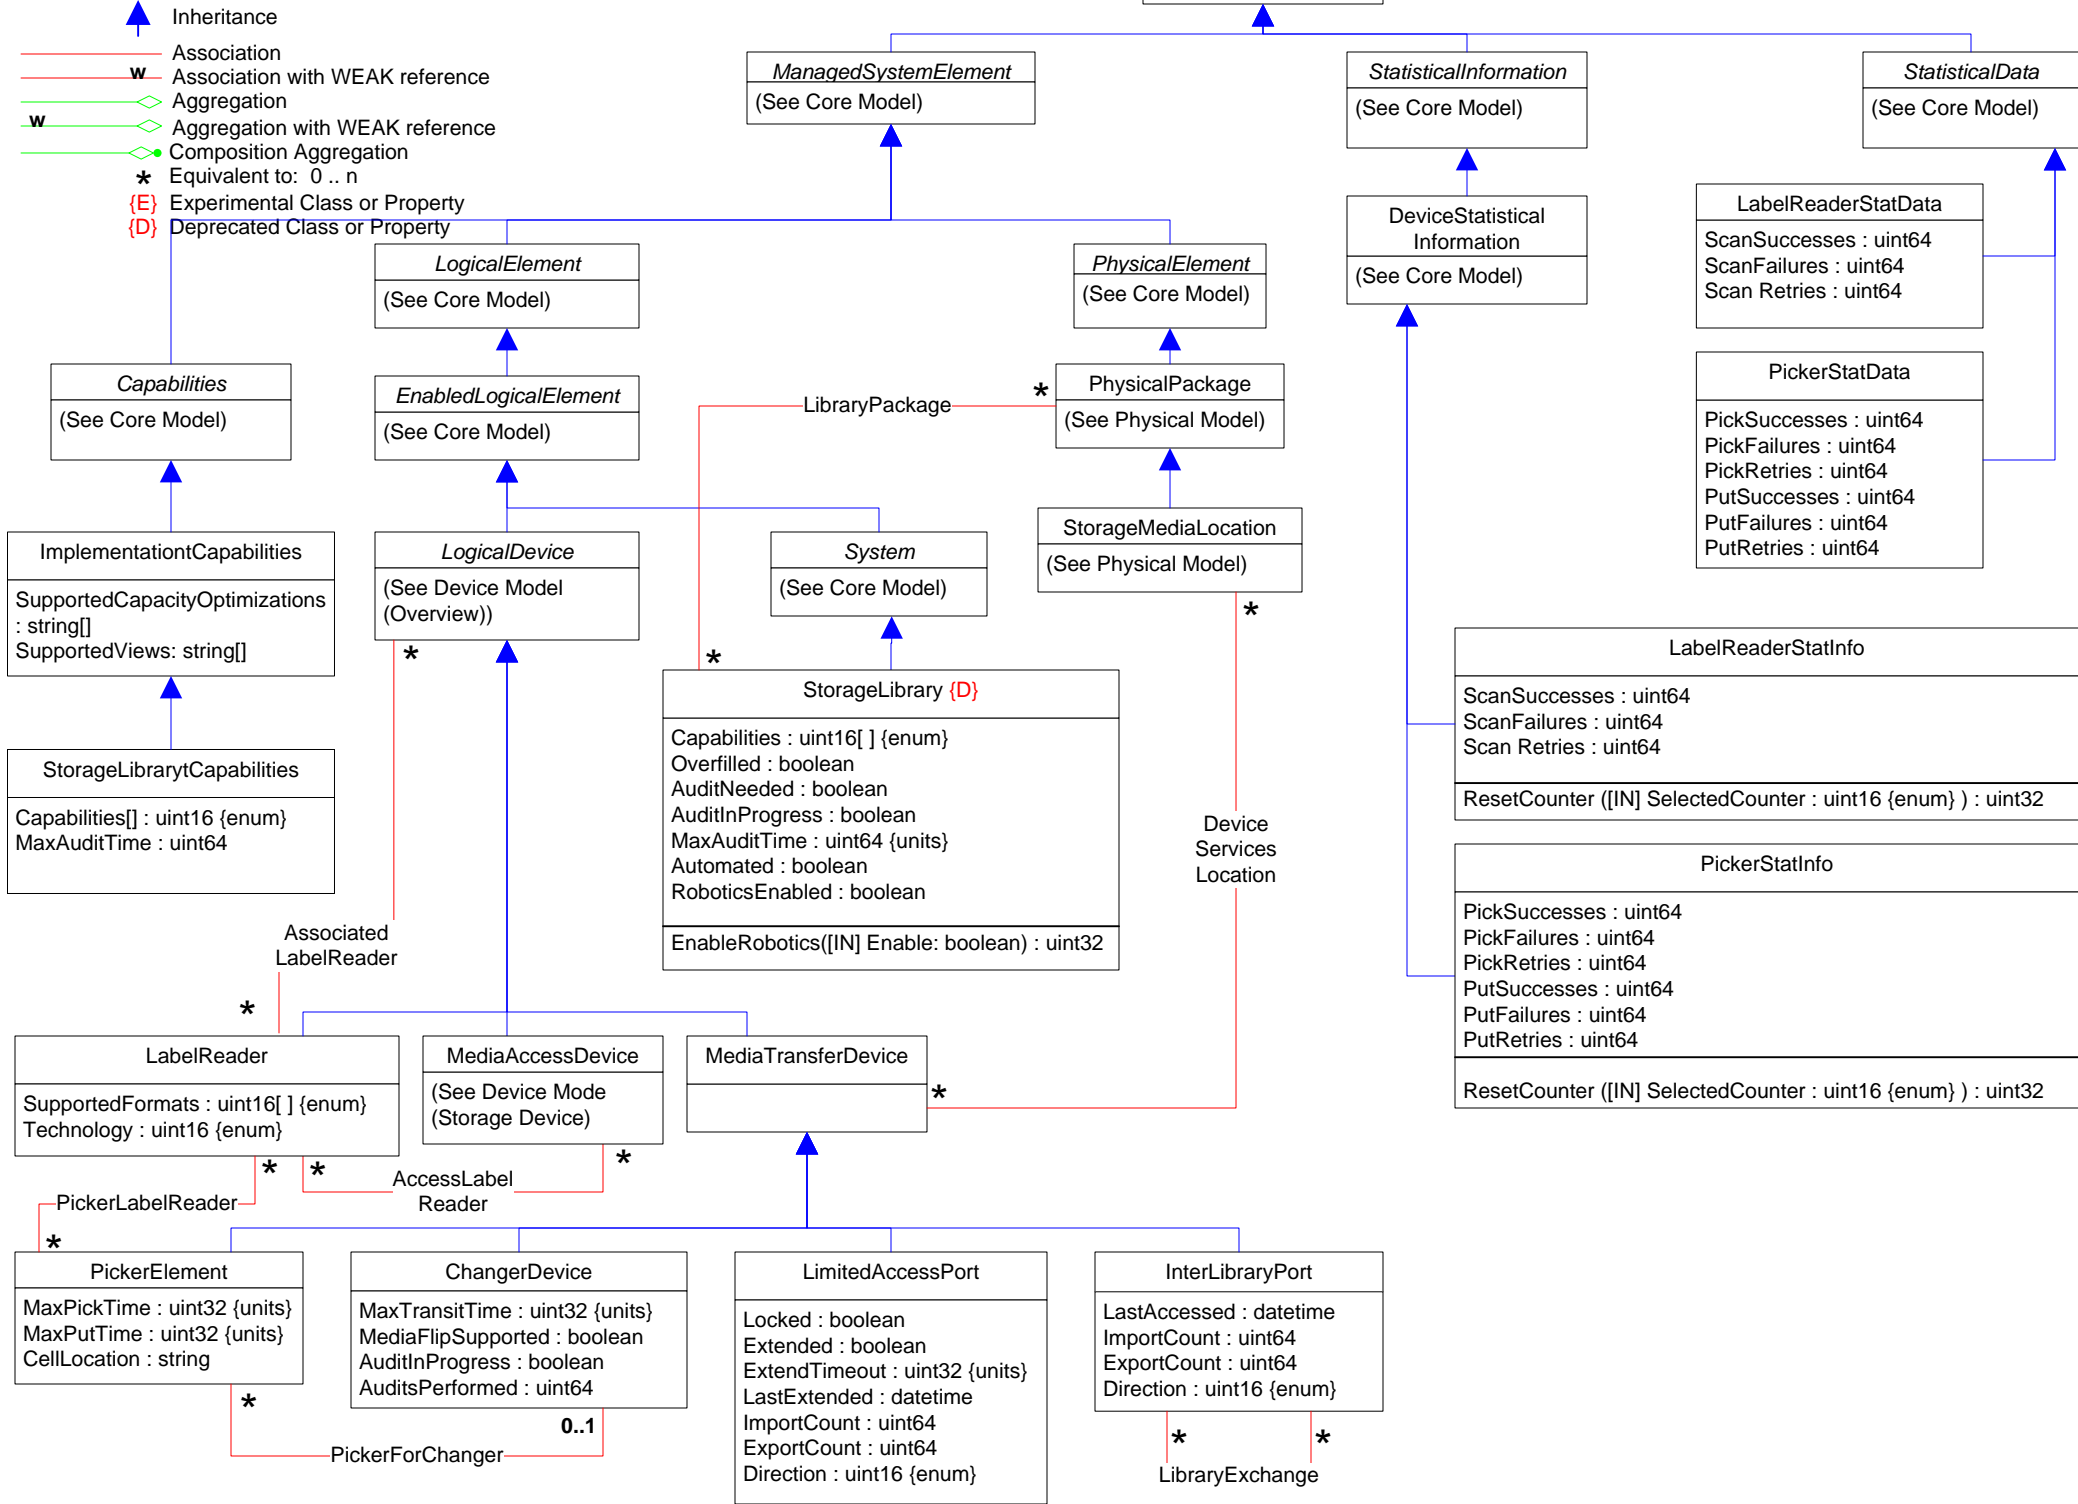 Inheritance
Association
w
Association with WEAK reference
Aggregation
w
Aggregation with WEAK reference
Composition Aggregation
* Equivalent to: 0 .. n
{E} Experimental Class or Property
{D} Deprecated Class or Property
ManagedSystemElement
(See Core Model)
StatisticalInformation
(See Core Model)
StatisticalData
(See Core Model)
DeviceStatistical
Information
(See Core Model)
LabelReaderStatData
ScanSuccesses : uint64
ScanFailures : uint64
Scan Retries : uint64
LogicalElement
(See Core Model)
PhysicalElement
(See Core Model)
Capabilities
(See Core Model)
EnabledLogicalElement
(See Core Model)
LibraryPackage
*
PhysicalPackage
(See Physical Model)
PickerStatData
PickSuccesses : uint64
PickFailures : uint64
PickRetries : uint64
PutSuccesses : uint64
PutFailures : uint64
PutRetries : uint64
ImplementationtCapabilities
SupportedCapacityOptimizations
: string[]
SupportedViews: string[]
LogicalDevice
(See Device Model
(Overview))
*
System
(See Core Model)
*
StorageMediaLocation
(See Physical Model)
*
StorageLibrarytCapabilities
Capabilities[] : uint16 {enum}
MaxAuditTime : uint64
StorageLibrary {D}
Capabilities : uint16[ ] {enum}
Overfilled : boolean
AuditNeeded : boolean
AuditInProgress : boolean
MaxAuditTime : uint64 {units}
Automated : boolean
RoboticsEnabled : boolean
EnableRobotics([IN] Enable: boolean) : uint32
Device
Services
Location
LabelReaderStatInfo
ScanSuccesses : uint64
ScanFailures : uint64
Scan Retries : uint64
ResetCounter ([IN] SelectedCounter : uint16 {enum} ) : uint32
PickerStatInfo
PickSuccesses : uint64
PickFailures : uint64
PickRetries : uint64
PutSuccesses : uint64
PutFailures : uint64
PutRetries : uint64
ResetCounter ([IN] SelectedCounter : uint16 {enum} ) : uint32
Associated
LabelReader
*
LabelReader
SupportedFormats : uint16[ ] {enum}
Technology : uint16 {enum}
MediaAccessDevice
(See Device Mode
(Storage Device)
MediaTransferDevice
*
* * *
PickerLabelReader
AccessLabel
Reader
*
PickerElement
MaxPickTime : uint32 {units}
MaxPutTime : uint32 {units}
CellLocation : string
*
ChangerDevice
MaxTransitTime : uint32 {units}
MediaFlipSupported : boolean
AuditInProgress : boolean
AuditsPerformed : uint64
0..1
PickerForChanger
LimitedAccessPort
Locked : boolean
Extended : boolean
ExtendTimeout : uint32 {units}
LastExtended : datetime
ImportCount : uint64
ExportCount : uint64
Direction : uint16 {enum}
InterLibraryPort
LastAccessed : datetime
ImportCount : uint64
ExportCount : uint64
Direction : uint16 {enum}
* *
LibraryExchange